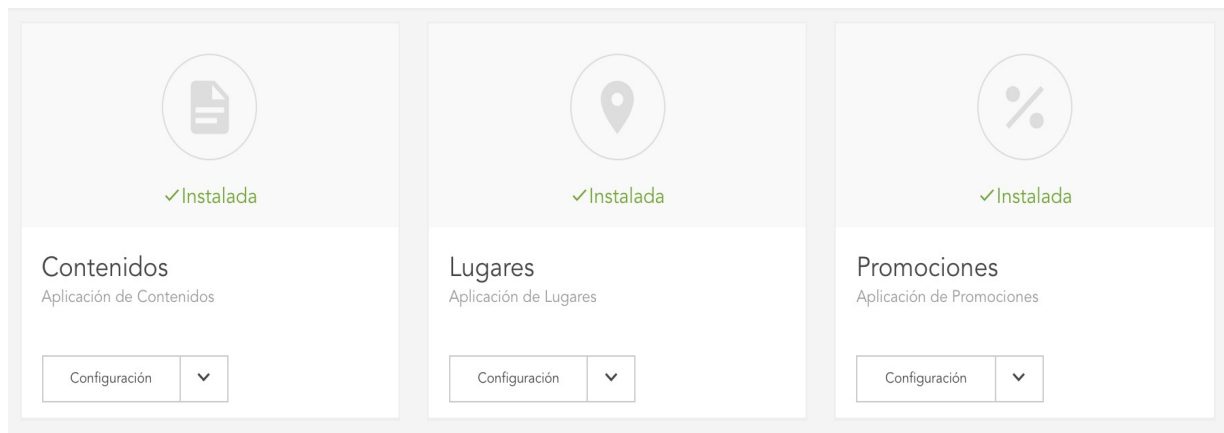 ✓Instalada
✓Instalada
✓Instalada
Contenidos
Aplicación de Contenidos
Lugares
Aplicación de Lugares
Promociones
Aplicación de Promociones
Configuración
Configuración
Configuración